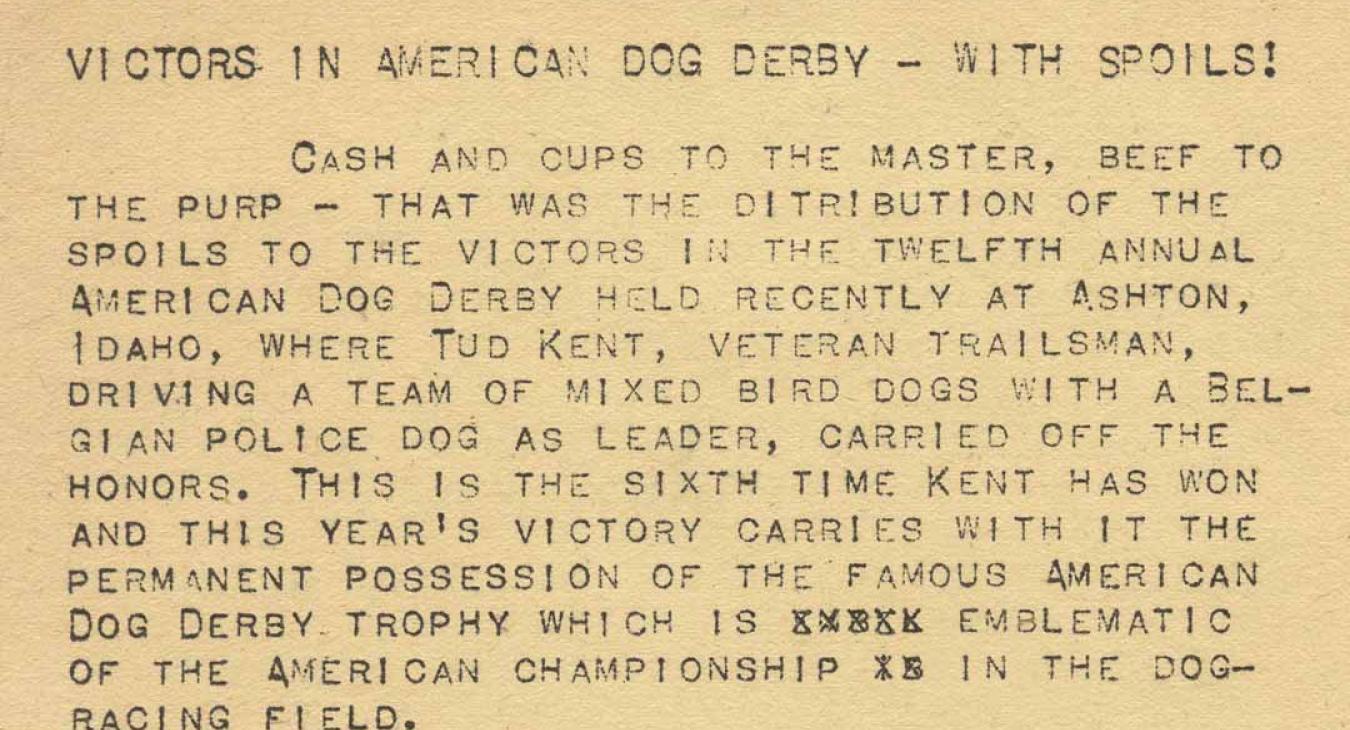 VICTORS IN AMERICAN DOG DERBY - WITH SPOILS!
CASH AND CUPS TO THE MASTER, BEEF TO
THE PURP - THAT WAS THE DITRIBUTION OF THE
SPOILS TO THE VICTORS IN THE TWELFTH ANNUAL
AMERICAN DOG DERBY HELD RECENTLY AT ASHTON,
IDAHO, WHERE TUD KENT, VETERAN TRAILSMAN,
DRIVING A TEAM OF MIXED BIRD DOGS WITH A BEL-
GIAN POLICE DOG AS LEADER, CARRIED OFF THE
HONORS. THIS IS THE SIXTH TIME KENT HAS WON
AND THIS YEAR'S VICTORY CARRIES WITH IT THE
PERMANENT POSSESSION OF THE FAMOUS AMERICAN
DOG DERBY TROPHY WHICH IS EMBLEMATIC
OF THE AMERICAN CHAMPIONSHIP IN THE DOG-
RACING FIELD.